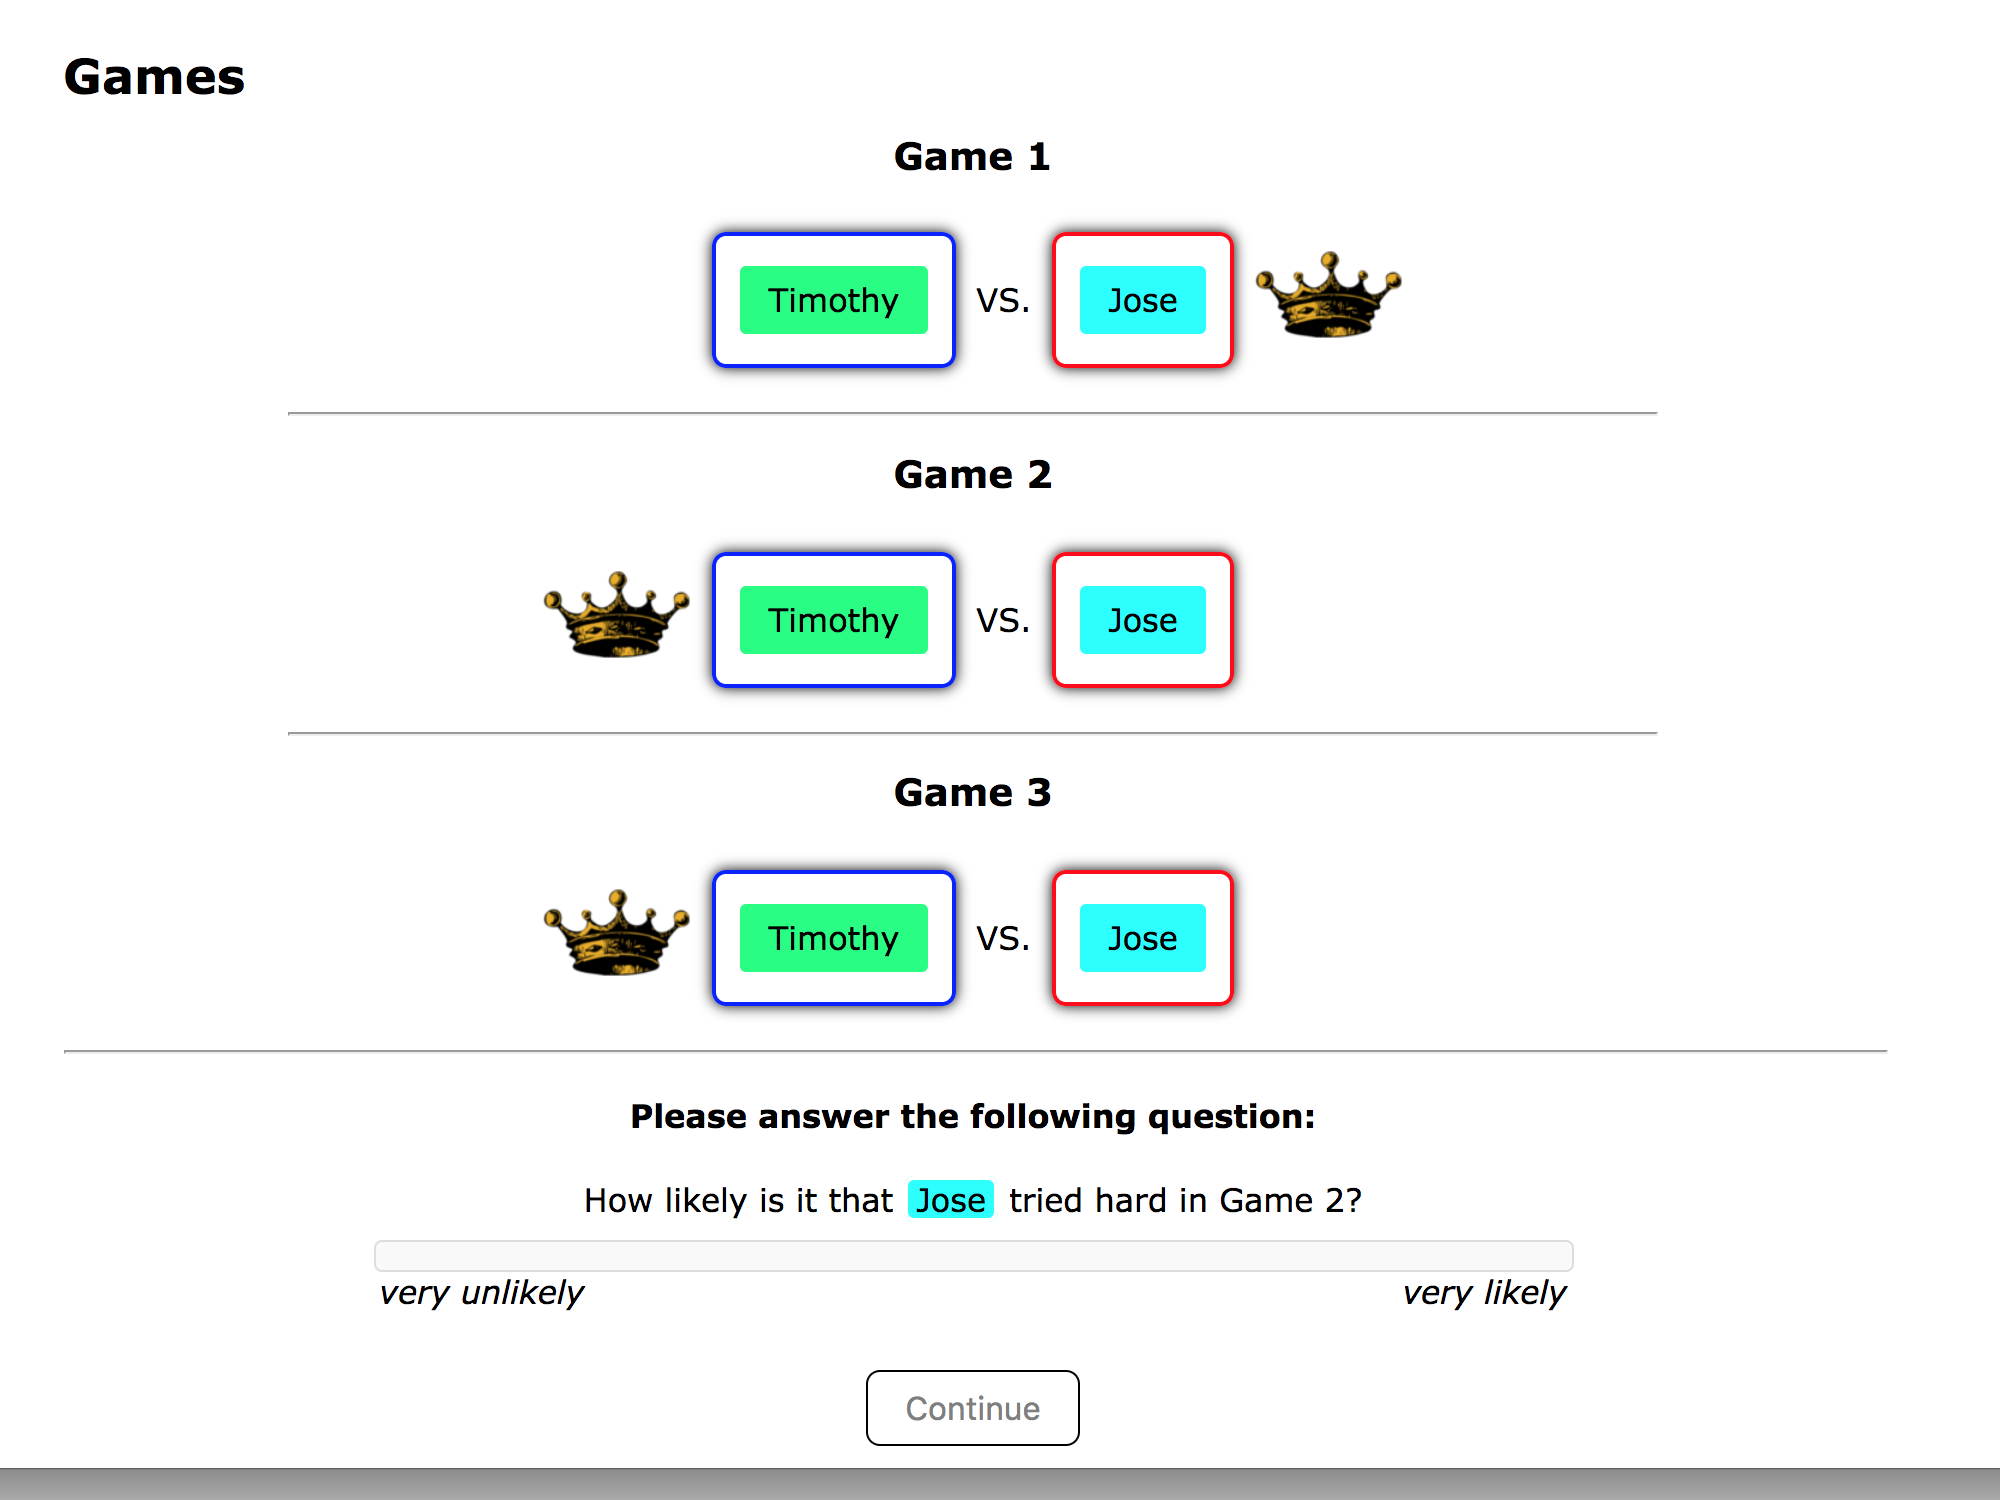 Games
Game 1
Timothy VS. Jose
Game 2
Timothy VS. Jose
Game 3
Timothy VS. Jose
Please answer the following question:
How likely is it that Jose tried hard in Game 2?
very unlikely very likely
Continue